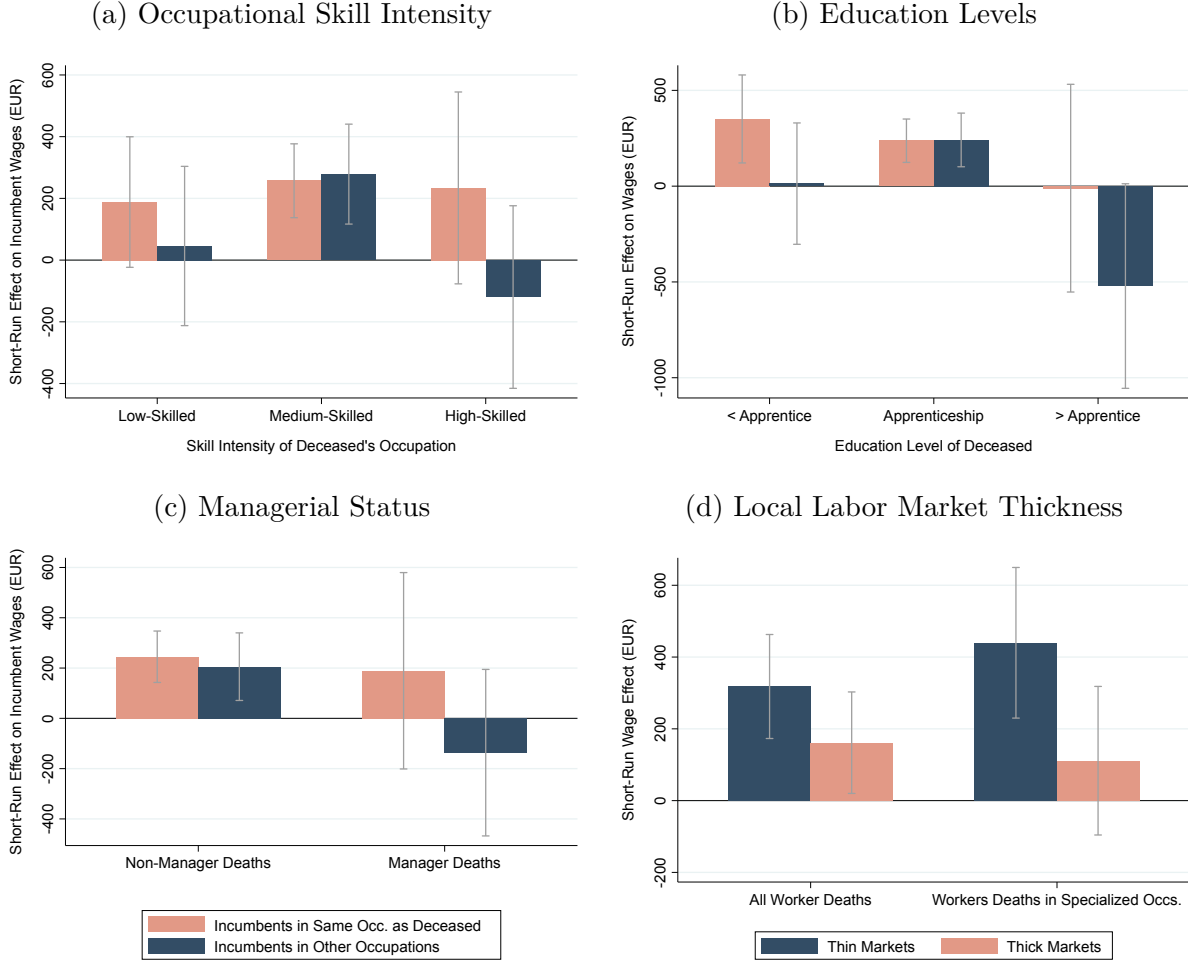 (a) Occupational Skill Intensity
Short-Run Effect on Incumbent Wages (EUR)
600
400
200
0
-200
-400
Low-Skilled
Medium-Skilled
High-Skilled
Skill Intensity of Deceased's Occupation
(b) Education Levels
Short-Run Effect on Wages (EUR)
500
0
-500
-1000
< Apprentice
Apprenticeship
> Apprentice
Education Level of Deceased
(c) Managerial Status
Short-Run Effect on Incumbent Wages (EUR)
600
400
200
0
-200
-400
Non-Manager Deaths
Manager Deaths
Incumbents in Same Occ. as Deceased
Incumbents in Other Occupations
(d) Local Labor Market Thickness
Short-Run Wage Effect (EUR)
600
400
200
0
-200
All Worker Deaths
Workers Deaths in Specialized Occs.
Thin Markets
Thick Markets